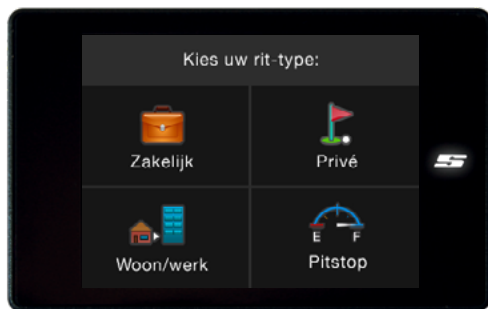 Kies uw rit-type:
Zakelijk
Privé
Woon/werk
E F
Pitstop